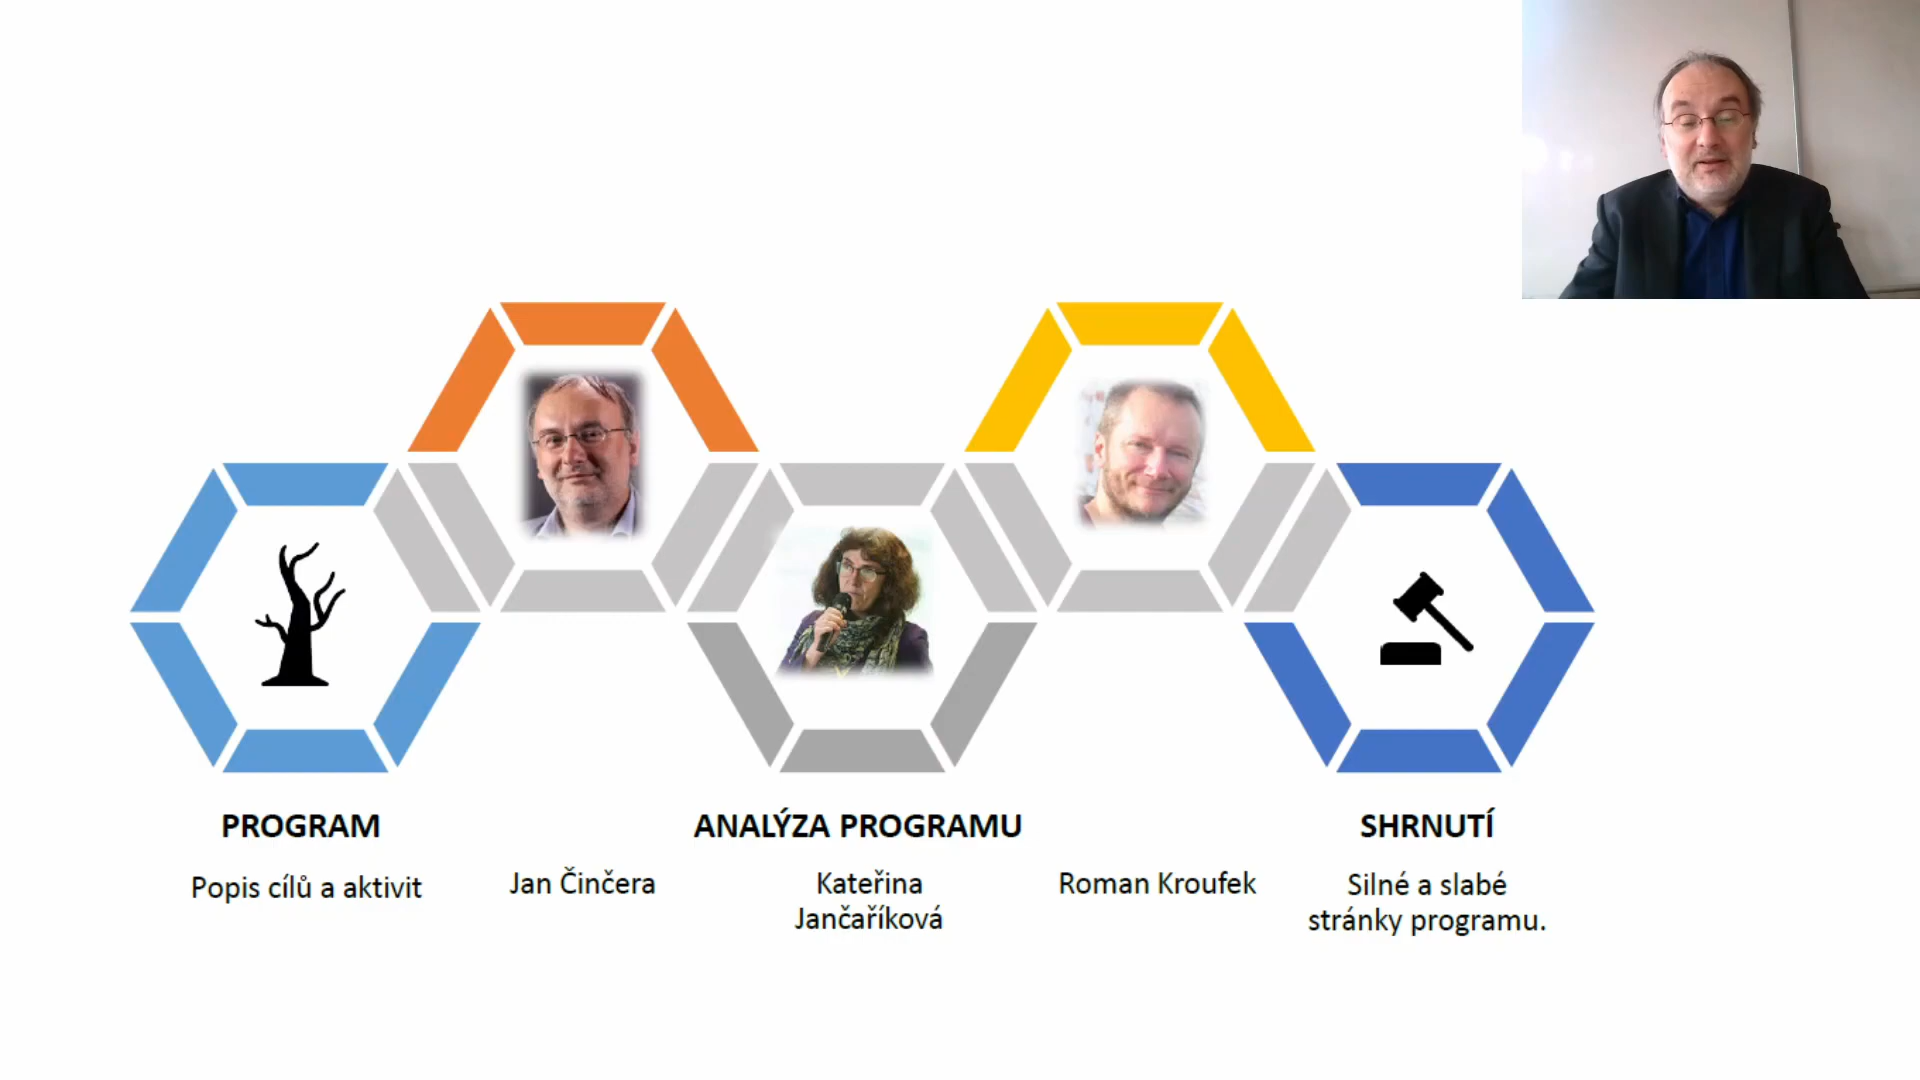 PROGRAM
Popis cílů a aktivit
Jan Činčera
ANALÝZA PROGRAMU
Kateřina
Jančaříková
Roman Kroufek
SHRNUTÍ
Silné a slabé
stránky programu.